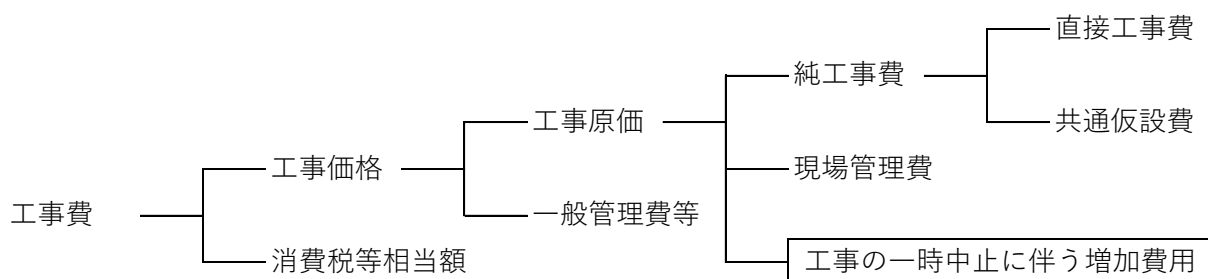 直接工事費
純工事費
共通仮設費
工事原価
現場管理費
工事価格
一般管理費等
工事費
消費税等相当額
工事の一時中止に伴う増加費用